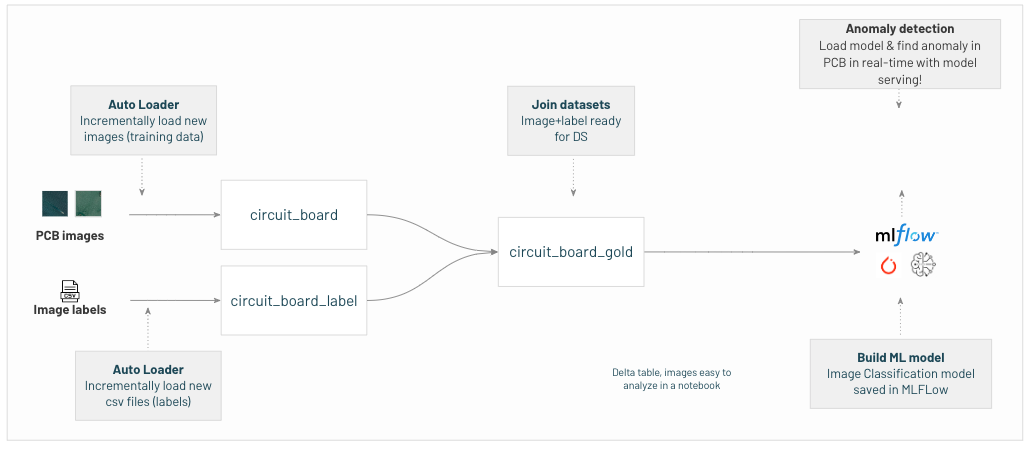 Anomaly detection
Load model & find anomaly in
PCB in real-time with model
serving!
Auto Loader
Incrementally load new
images (training data)
Join datasets
Image+label ready
for DS
PCB images
circuit_board
circuit_board_gold
mlflow
Image labels
CSV
circuit_board_label
Auto Loader
Incrementally load new
csv files (labels)
Delta table, images easy to
analyze in a notebook
Build ML model
Image Classification model
saved in MLFLow